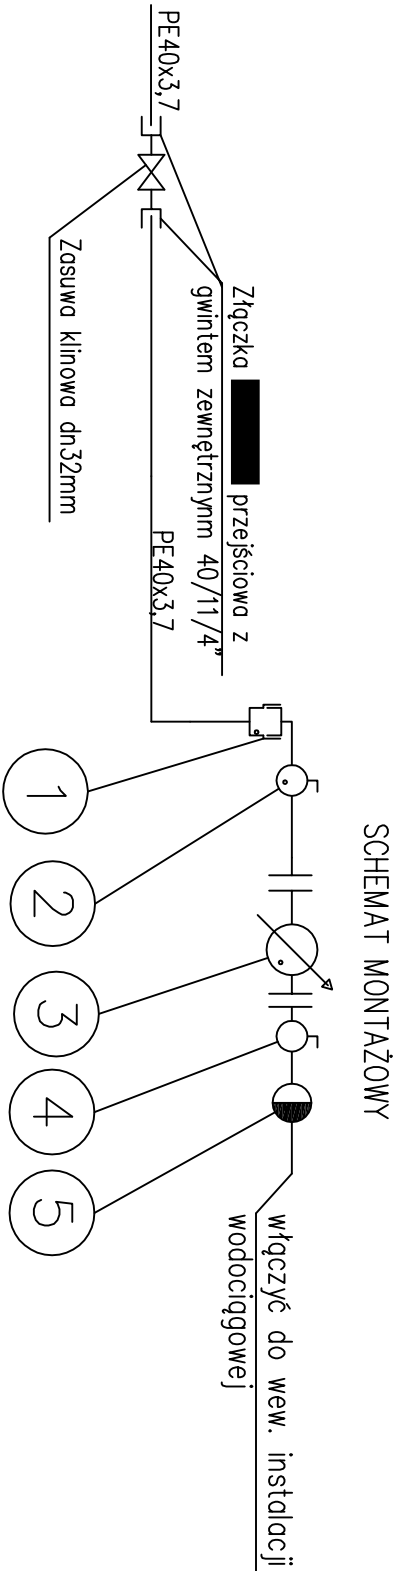 SCHEMAT MONTAŻOWY
PE40x3,7
Złączka przejściowa z
gwintem zewnętrznynm 40/11/4"
Zasuwa klinowa dn32mm
PE40x3,7
włączyć do wew. instalacji
wodociągowej
1
2
3
4
5